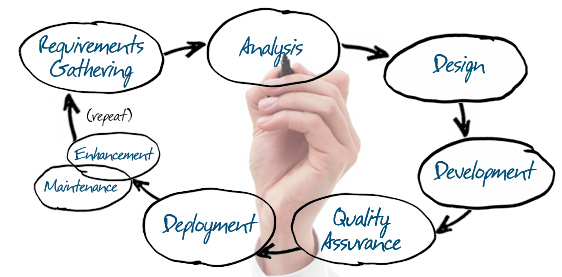 Requirements
Gathering
Analysis
Design
Development
Quality
Assurance
Deployment
Maintenance
Enhancement
(repeat)